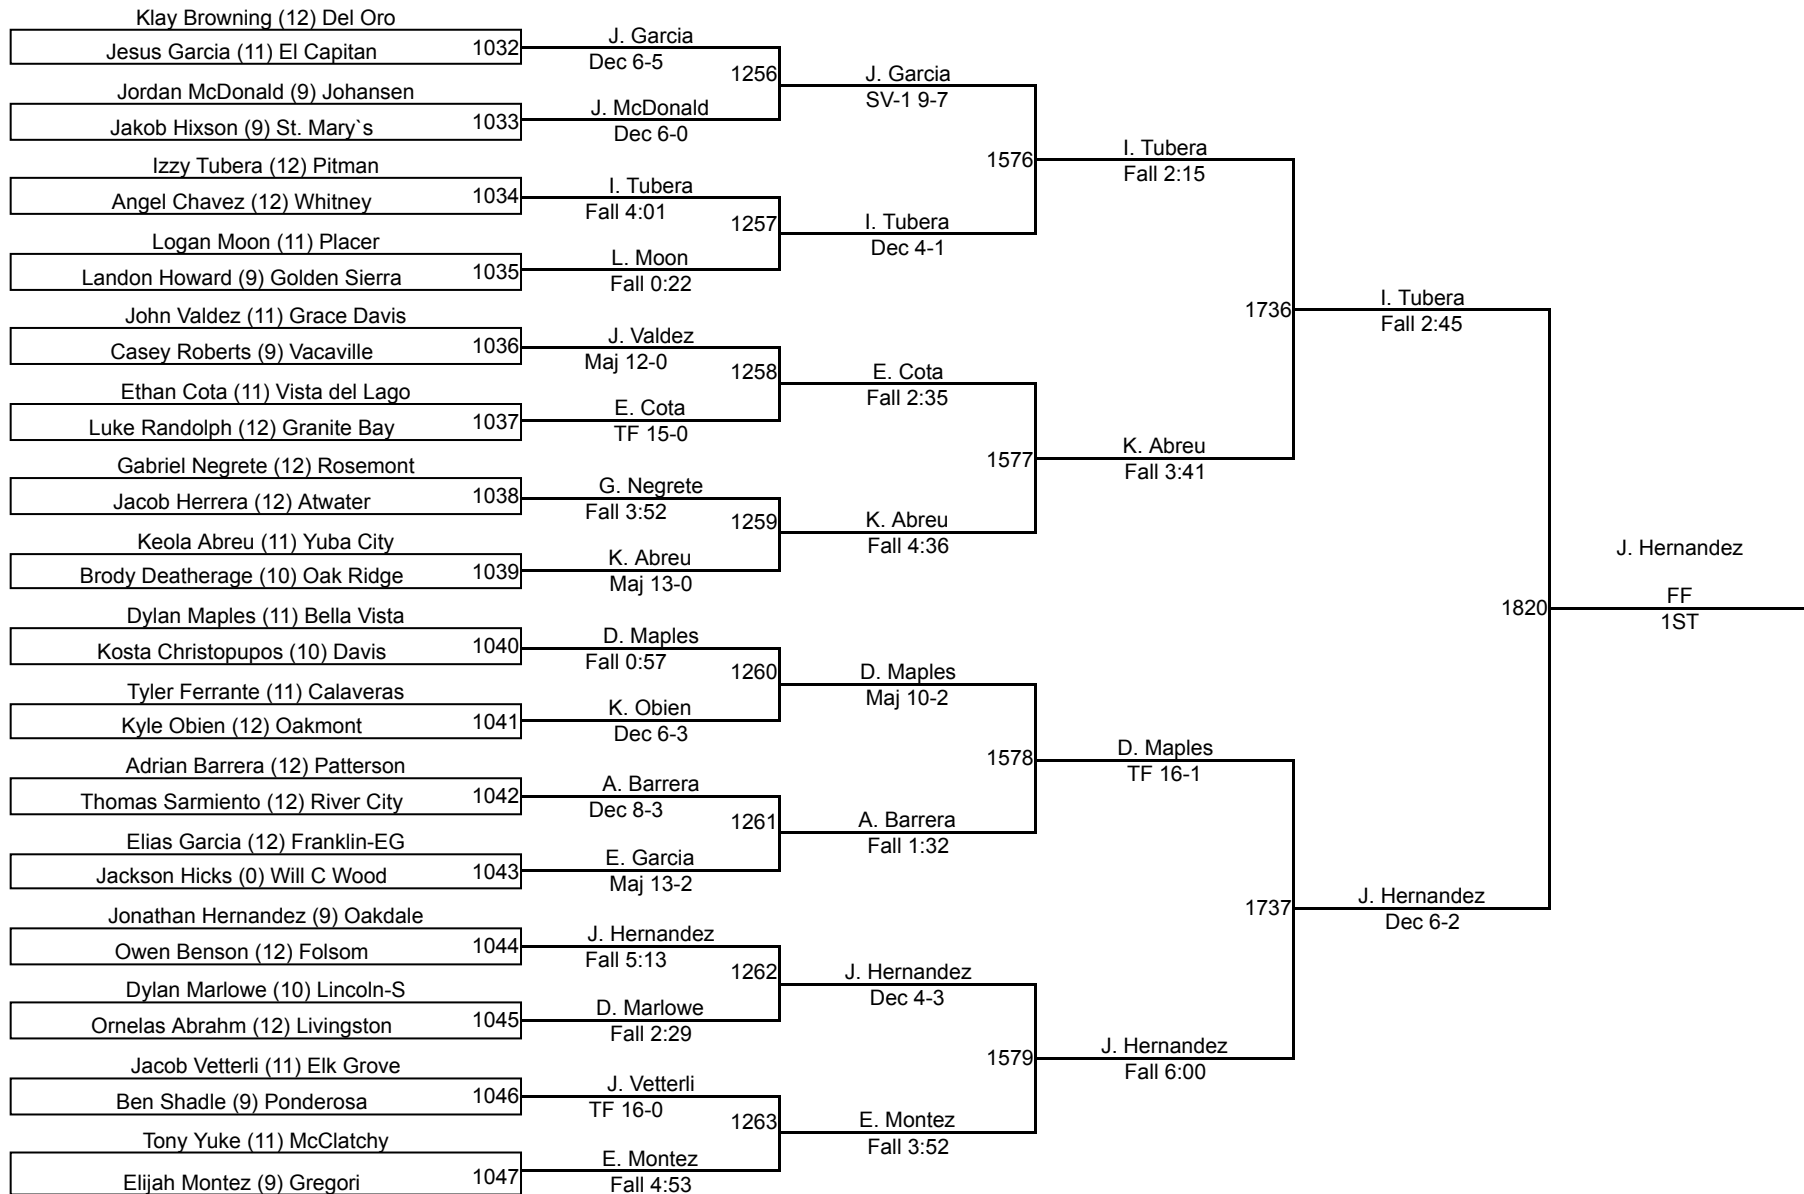 Klay Browning (12) Del Oro
Jesus Garcia (11) El Capitan
1032
Jordan McDonald (9) Johansen
Jakob Hixson (9) St. Mary`s
1033
Izzy Tubera (12) Pitman
Angel Chavez (12) Whitney
1034
Logan Moon (11) Placer
Landon Howard (9) Golden Sierra
1035
John Valdez (11) Grace Davis
Casey Roberts (9) Vacaville
1036
Ethan Cota (11) Vista del Lago
Luke Randolph (12) Granite Bay
1037
Gabriel Negrete (12) Rosemont
Jacob Herrera (12) Atwater
1038
Keola Abreu (11) Yuba City
Brody Deatherage (10) Oak Ridge
1039
Dylan Maples (11) Bella Vista
Kosta Christopupos (10) Davis
1040
Tyler Ferrante (11) Calaveras
Kyle Obien (12) Oakmont
1041
Adrian Barrera (12) Patterson
Thomas Sarmiento (12) River City
1042
Elias Garcia (12) Franklin-EG
Jackson Hicks (0) Will C Wood
1043
Jonathan Hernandez (9) Oakdale
Owen Benson (12) Folsom
1044
Dylan Marlowe (10) Lincoln-S
Ornelas Abrahm (12) Livingston
1045
Jacob Vetterli (11) Elk Grove
Ben Shadle (9) Ponderosa
1046
Tony Yuke (11) McClatchy
Elijah Montez (9) Gregori
1047
J. Garcia
Dec 6-5
1256
J. McDonald
Dec 6-0
I. Tubera
Fall 4:01
1257
L. Moon
Fall 0:22
J. Valdez
Maj 12-0
1258
E. Cota
TF 15-0
G. Negrete
Fall 3:52
1259
K. Abreu
Maj 13-0
D. Maples
Fall 0:57
1260
K. Obien
Dec 6-3
A. Barrera
Dec 8-3
1261
E. Garcia
Maj 13-2
J. Hernandez
Fall 5:13
1262
D. Marlowe
Fall 2:29
J. Vetterli
TF 16-0
1263
E. Montez
Fall 4:53
J. Garcia
SV-1 9-7
1576
I. Tubera
Dec 4-1
E. Cota
Fall 2:35
1577
K. Abreu
Fall 4:36
D. Maples
Maj 10-2
1578
A. Barrera
Fall 1:32
J. Hernandez
Dec 4-3
1579
E. Montez
Fall 3:52
I. Tubera
Fall 2:15
1736
K. Abreu
Fall 3:41
D. Maples
TF 16-1
1737
J. Hernandez
Fall 6:00
I. Tubera
Fall 2:45
1820
J. Hernandez
Dec 6-2
J. Hernandez
FF
1ST